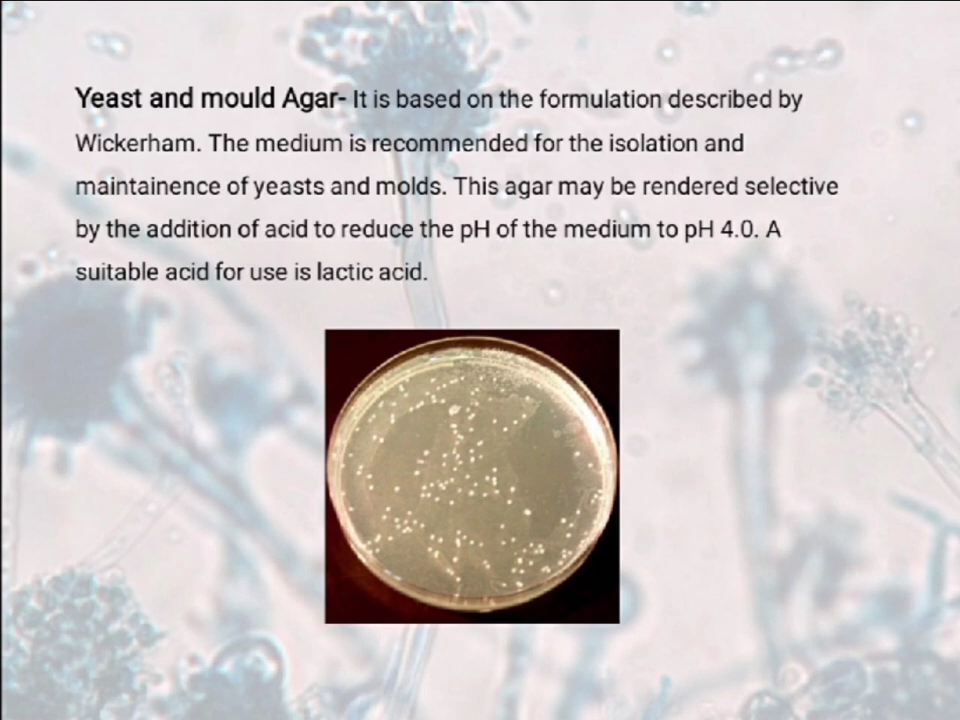 Yeast and mould Agar- It is based on the formulation described by
Wickerham. The medium is recommended for the isolation and
maintainence of yeasts and molds. This agar may be rendered selective
by the addition of acid to reduce the pH of the medium to pH 4.0. A
suitable acid for use is lactic acid.